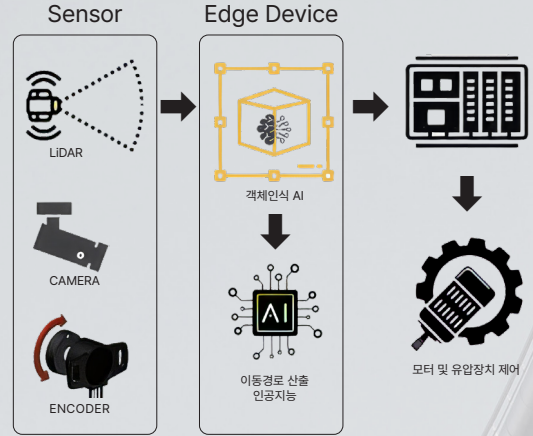 Sensor
Edge Device
LiDAR
CAMERA
ENCODER
객체인식 AI
AI
이동경로 산출
인공지능
모터 및 유압장치 제어